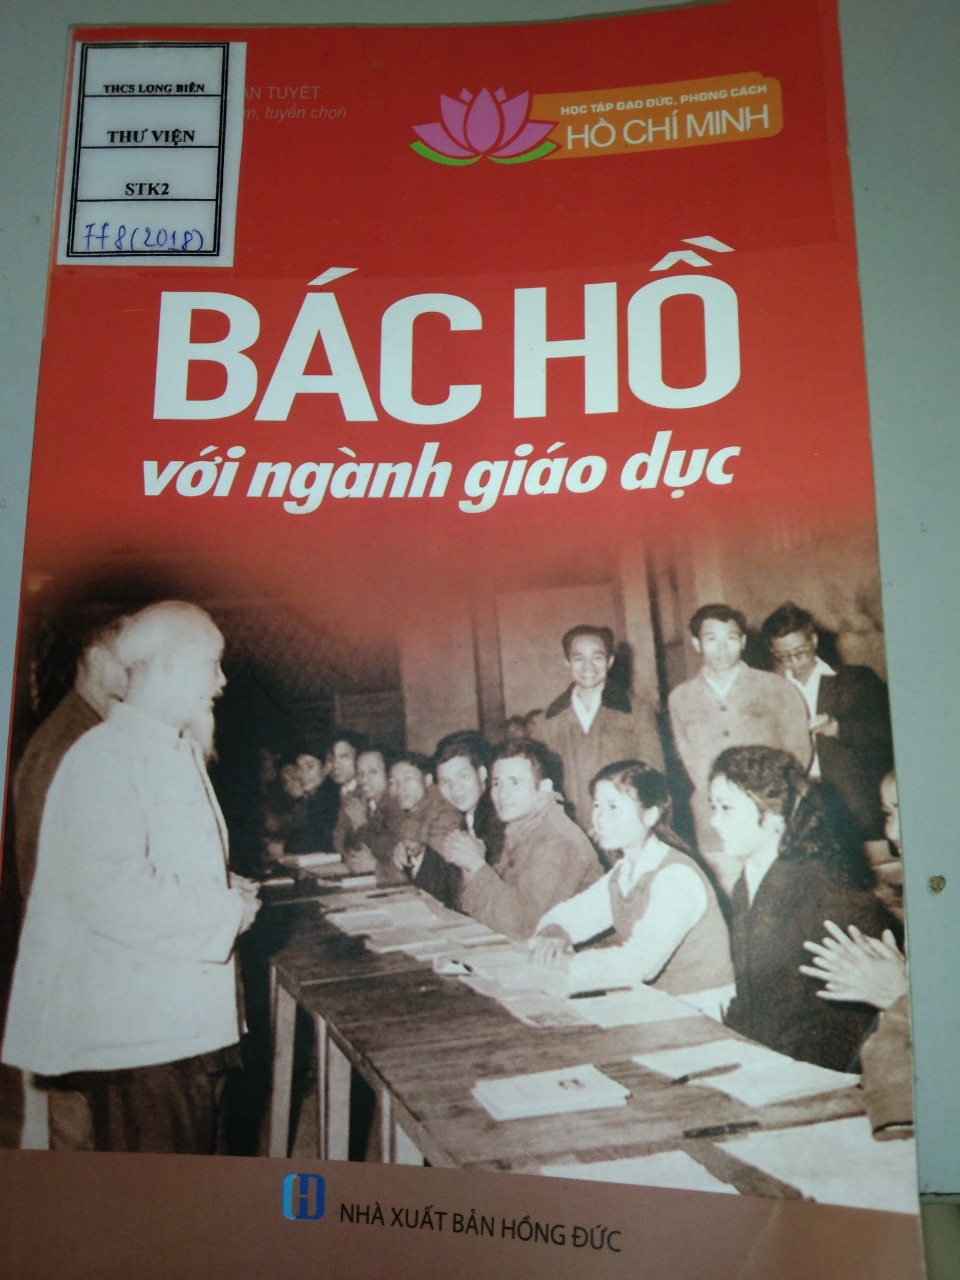 THCS LONG BIÊN
THƯ VIỆN
STK2
778(2018)
TUYẾT
tuyển chọn
HỌC TẬP ĐẠO ĐỨC, PHONG CÁCH
HỒ CHÍ MINH
BÁC HỒ
với ngành giáo dục
NHÀ XUẤT BẢN HỒNG ĐỨC